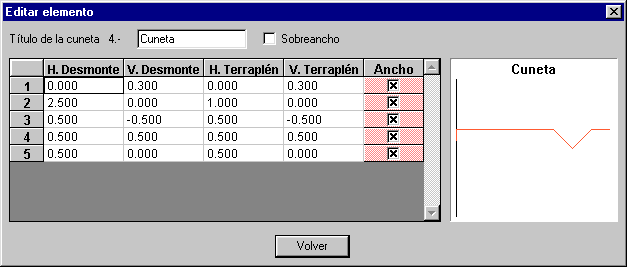 Editar elemento
Título de la cuneta 4.- Cuneta Sobreancho
H. Desmonte V. Desmonte H. Terraplén V. Terraplén Ancho
1 0.000 0.300 0.000 0.300
2 2.500 0.000 1.000 0.000
3 0.500 -0.500 0.500 -0.500
4 0.500 0.500 0.500 0.500
5 0.500 0.000 0.500 0.000
Cuneta
Volver